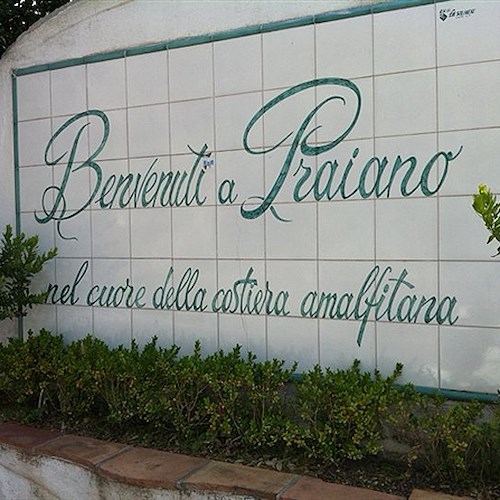 Benvenuti a Praiano
nel cuore della costiera amalfitana